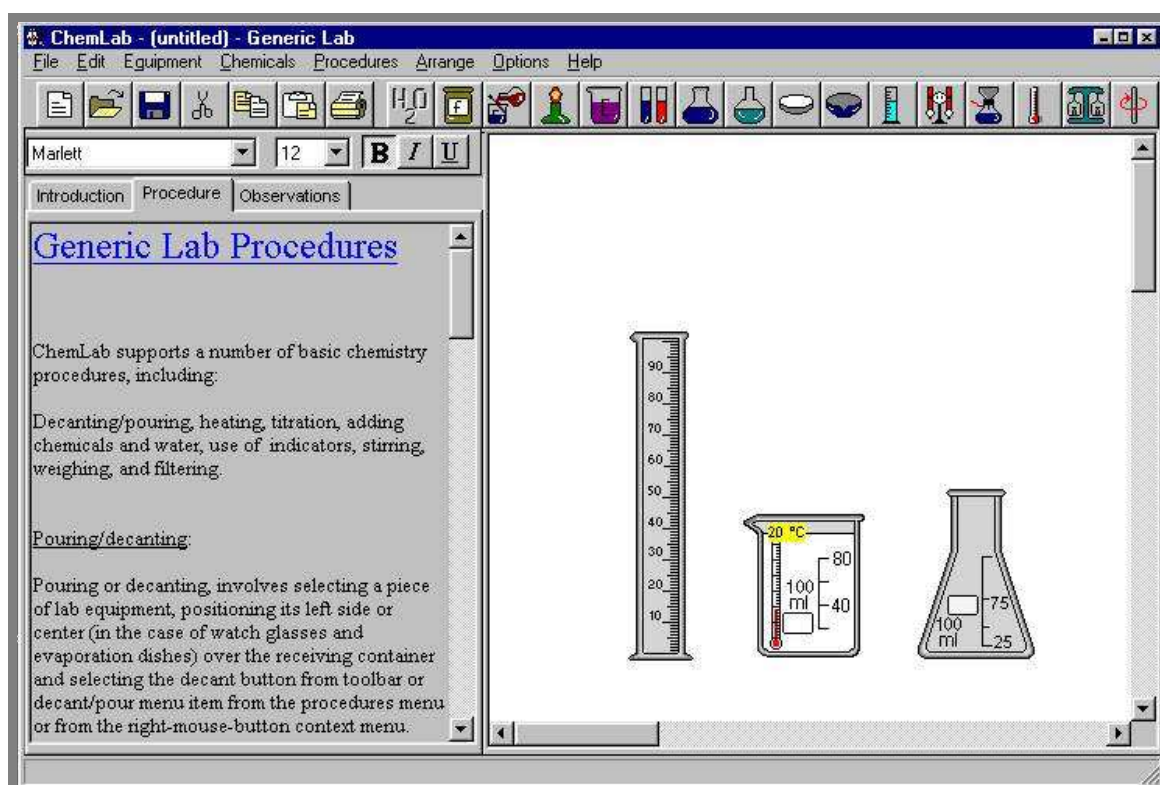 ChemLab - (untitled) - Generic Lab
File Edit Equipment Chemicals Procedures Arrange Options Help
H2O
f
E
Marlett 12 B I U
Introduction Procedure Observations
Generic Lab Procedures
ChemLab supports a number of basic chemistry
procedures, including:
Decanting/pouring, heating, titration, adding
chemicals and water, use of indicators, stirring,
weighing, and filtering.
Pouring/decanting:
Pouring or decanting, involves selecting a piece
of lab equipment, positioning its left side or
center (in the case of watch glasses and
evaporation dishes) over the receiving container
and selecting the decant button from toolbar or
decant/pour menu item from the procedures menu
or from the right-mouse-button context menu.
90
80
70
60
50
40
30
20
10
20 °C
80
100
ml
40
75
100
ml
25